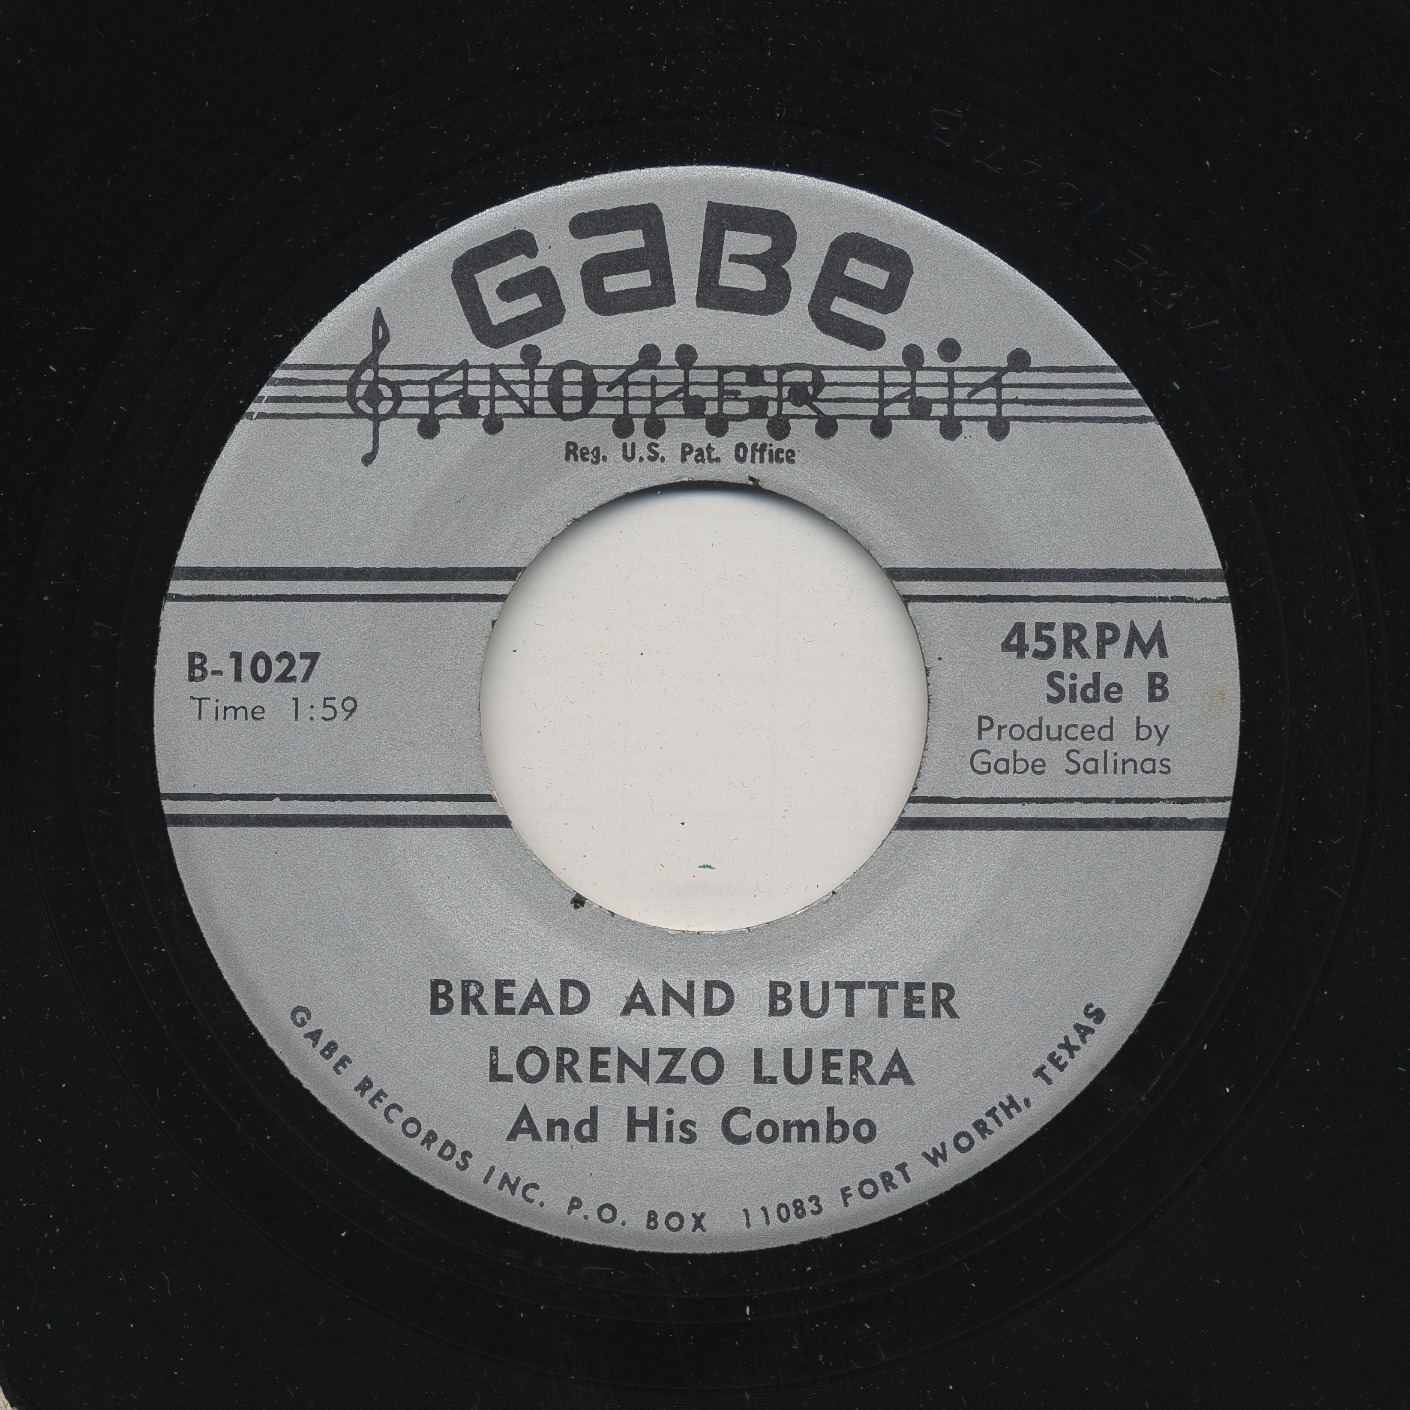 GaBe
ANOTHER HIT
Reg. U.S. Pat. Office
B-1027
Time 1:59
45RPM
Side B
Produced by
Gabe Salinas
BREAD AND BUTTER
LORENZO LUERA
And His Combo
GABE RECORDS INC. P.O. BOX 11083 FORT WORTH, TEXAS